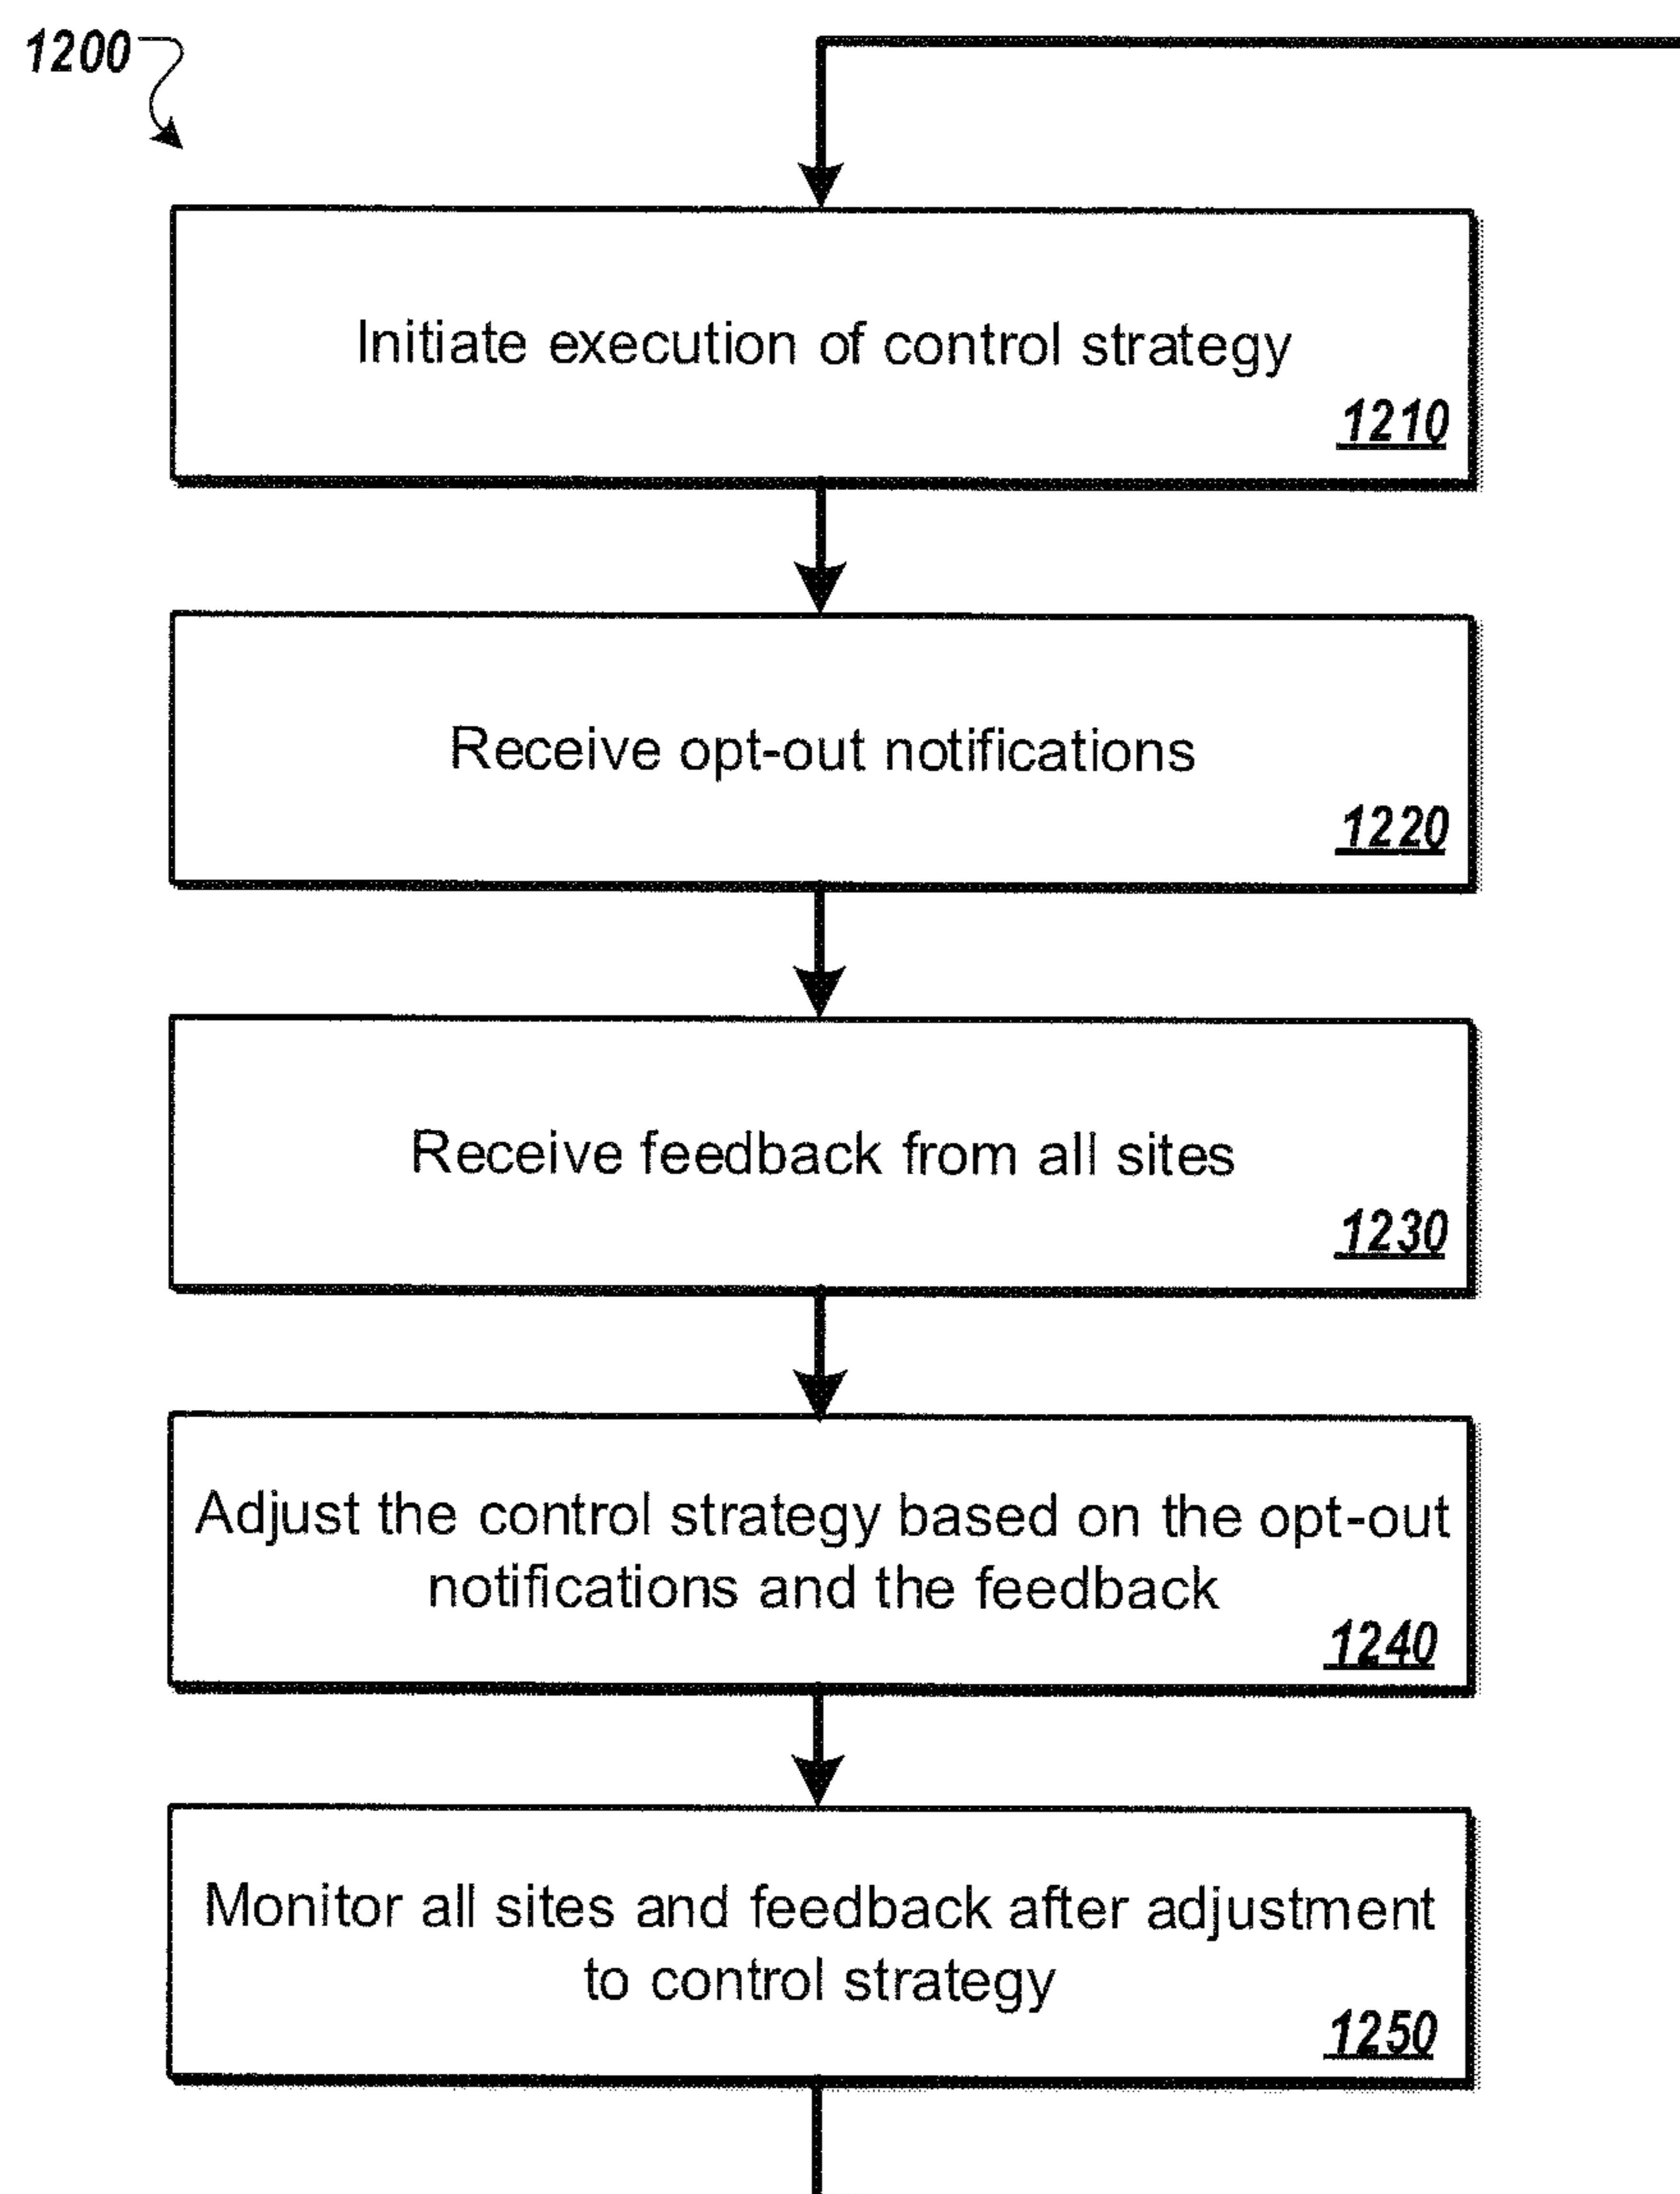 1200
Initiate execution of control strategy
1210
Receive opt-out notifications
1220
Receive feedback from all sites
1230
Adjust the control strategy based on the opt-out
notifications and the feedback
1240
Monitor all sites and feedback after adjustment
to control strategy
1250